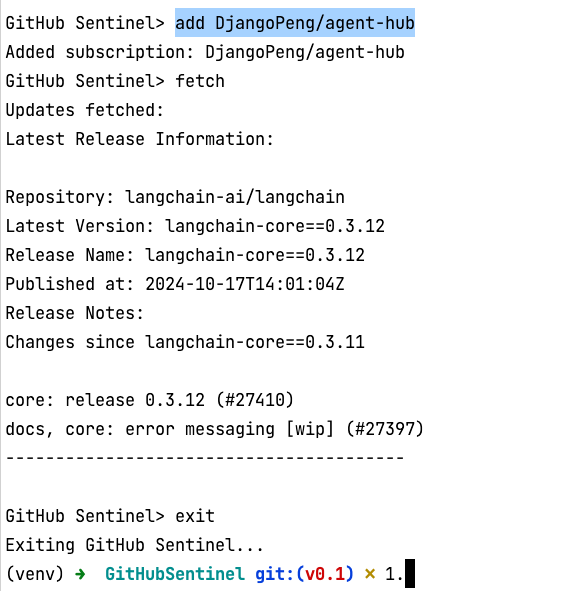 GitHub Sentinel> add DjangoPeng/agent-hub
Added subscription: DjangoPeng/agent-hub
GitHub Sentinel> fetch
Updates fetched:
Latest Release Information:
Repository: langchain-ai/langchain
Latest Version: langchain-core==0.3.12
Release Name: langchain-core==0.3.12
Published at: 2024-10-17T14:01:04Z
Release Notes:
Changes since langchain-core==0.3.11
core: release 0.3.12 (#27410)
docs, core: error messaging [wip] (#27397)
----------------------------------------
GitHub Sentinel> exit
Exiting GitHub Sentinel...
(venv) ➜  GitHubSentinel git:(v0.1) ✗ 1.